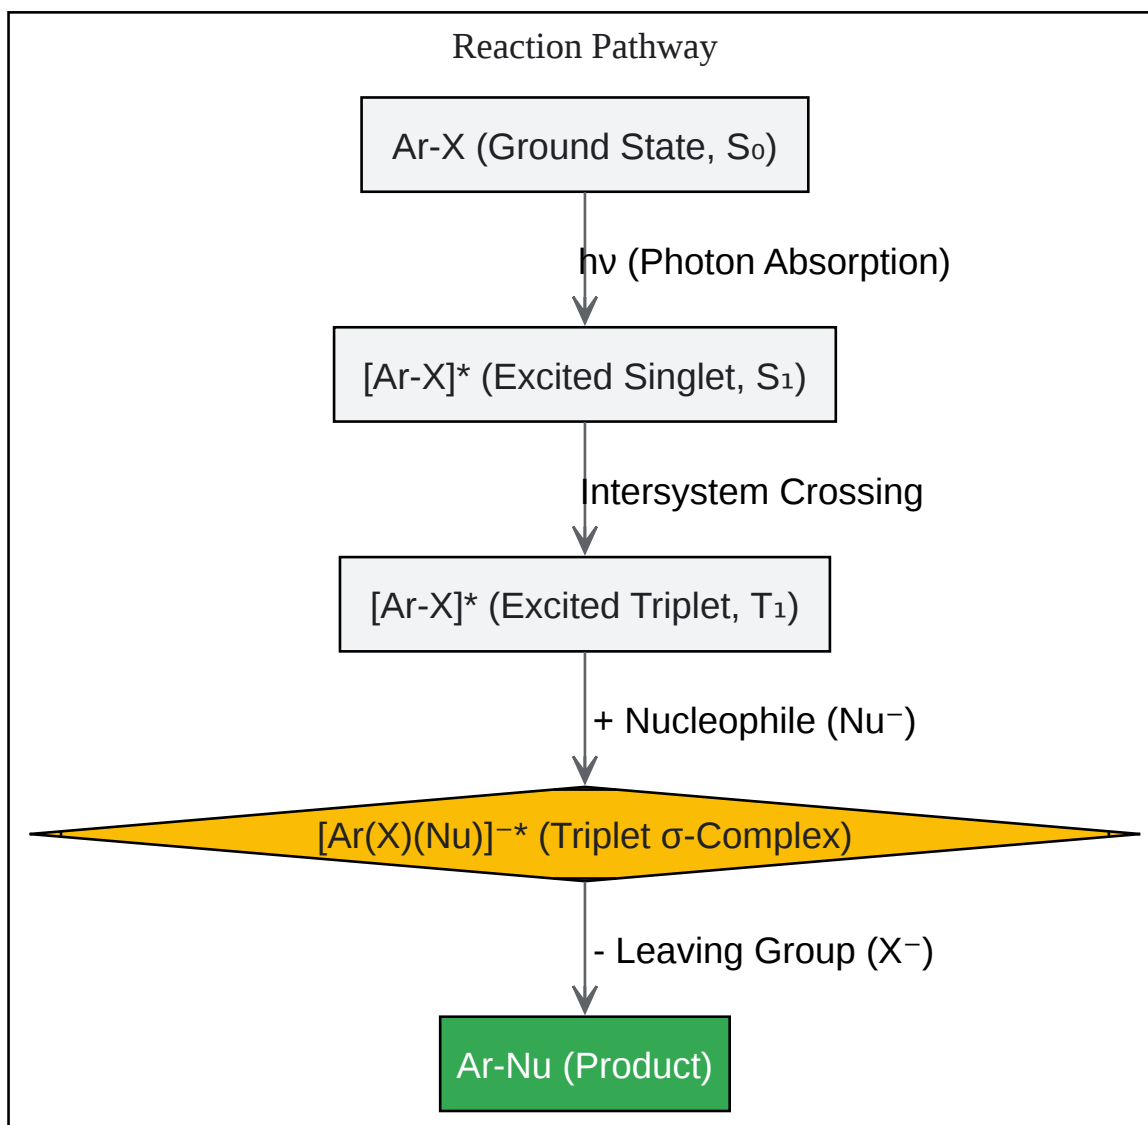 Reaction Pathway
Ar-X (Ground State, S₀)
hν (Photon Absorption)
[Ar-X]* (Excited Singlet, S₁)
Intersystem Crossing
[Ar-X]* (Excited Triplet, T₁)
+ Nucleophile (Nu⁻)
[Ar(X)(Nu)]⁻* (Triplet σ-Complex)
- Leaving Group (X⁻)
Ar-Nu (Product)